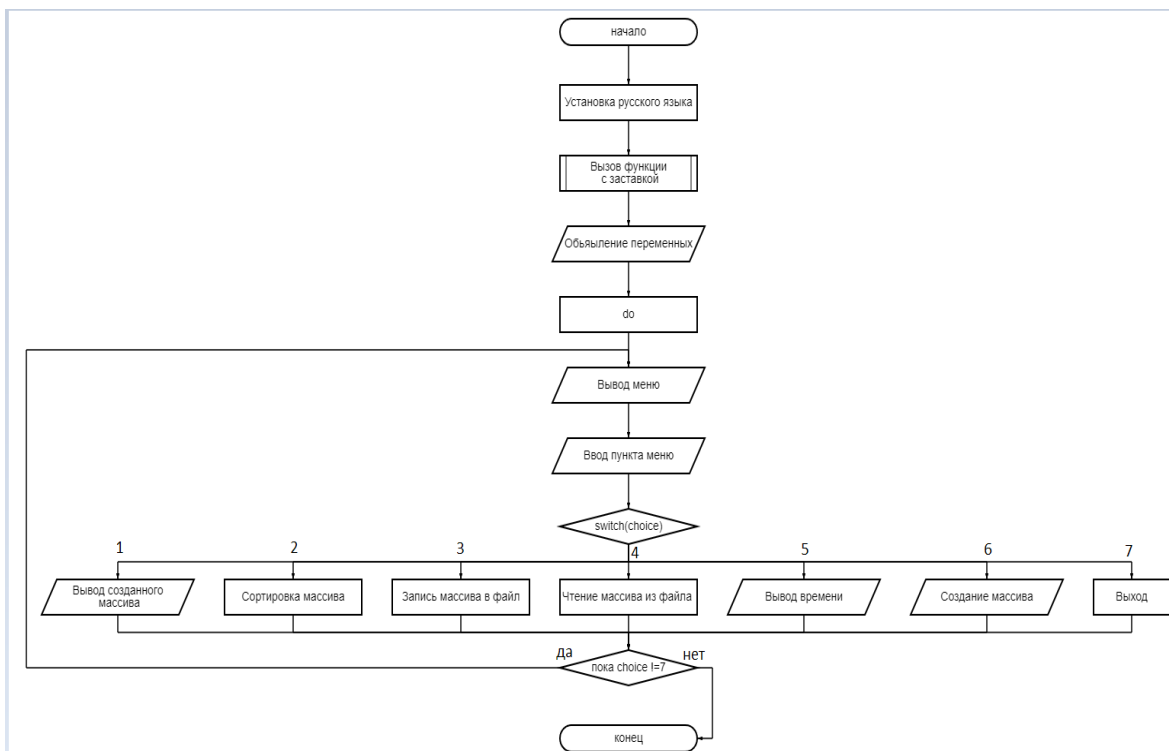 начало
Установка русского языка
Вызов функции
с заставкой
Обьяыление переменных
do
Вывод меню
Ввод пункта меню
switch(choice)
1
2
3
4
5
6
7
Вывод созданного
массива
Сортировка массива
Запись массива в файл
Чтение массива из файла
Вывод времени
Создание массива
Выход
да
пока choice !=7
нет
конец